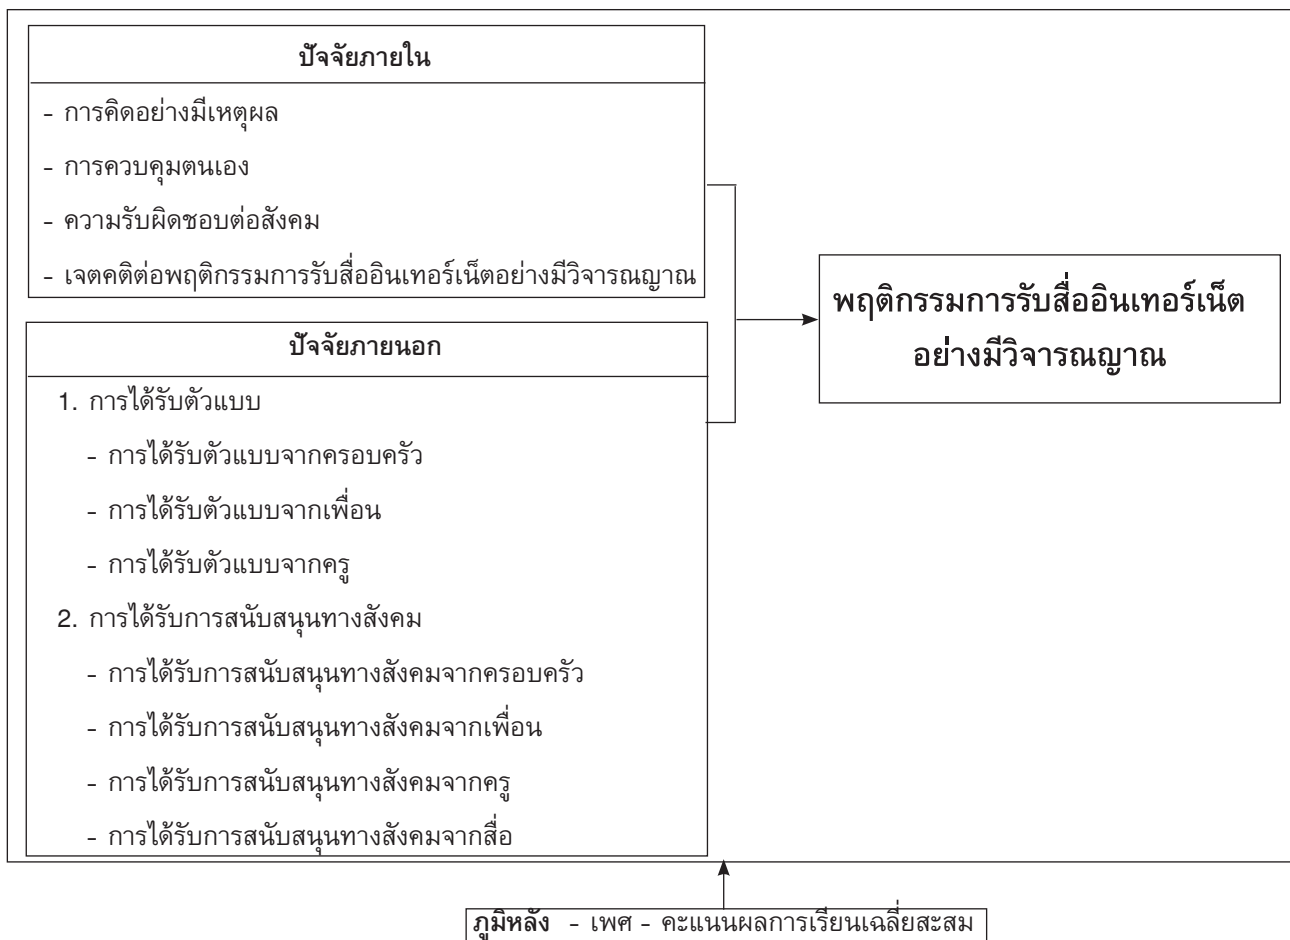 ปัจจัยภายใน
- การคิดอย่างมีเหตุผล
- การควบคุมตนเอง
- ความรับผิดชอบต่อสังคม
- เจตคติต่อพฤติกรรมการรับสื่ออินเทอร์เน็ตอย่างมีวิจารณญาณ
ปัจจัยภายนอก
1. การได้รับตัวแบบ
- การได้รับตัวแบบจากครอบครัว
- การได้รับตัวแบบจากเพื่อน
- การได้รับตัวแบบจากครู
2. การได้รับการสนับสนุนทางสังคม
- การได้รับการสนับสนุนทางสังคมจากครอบครัว
- การได้รับการสนับสนุนทางสังคมจากเพื่อน
- การได้รับการสนับสนุนทางสังคมจากครู
- การได้รับการสนับสนุนทางสังคมจากสื่อ
พฤติกรรมการรับสื่ออินเทอร์เน็ต
อย่างมีวิจารณญาณ
ภูมิหลัง - เพศ - คะแนนผลการเรียนเฉลี่ยสะสม